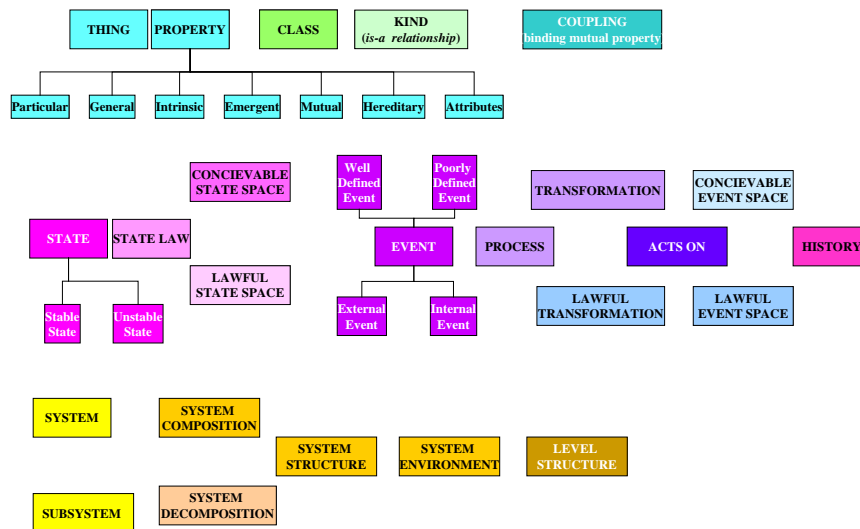 THING
PROPERTY
CLASS
KIND
(is-a relationship)
COUPLING
(binding mutual property)
Particular
General
Intrinsic
Emergent
Mutual
Hereditary
Attributes
CONCIEVABLE
STATE SPACE
Well
Defined
Event
Poorly
Defined
Event
TRANSFORMATION
CONCIEVABLE
EVENT SPACE
STATE
STATE LAW
EVENT
PROCESS
ACTS ON
HISTORY
LAWFUL
STATE SPACE
Stable
State
Unstable
State
External
Event
Internal
Event
LAWFUL
TRANSFORMATION
LAWFUL
EVENT SPACE
SYSTEM
SYSTEM
COMPOSITION
SYSTEM
STRUCTURE
SYSTEM
ENVIRONMENT
LEVEL
STRUCTURE
SUBSYSTEM
SYSTEM
DECOMPOSITION